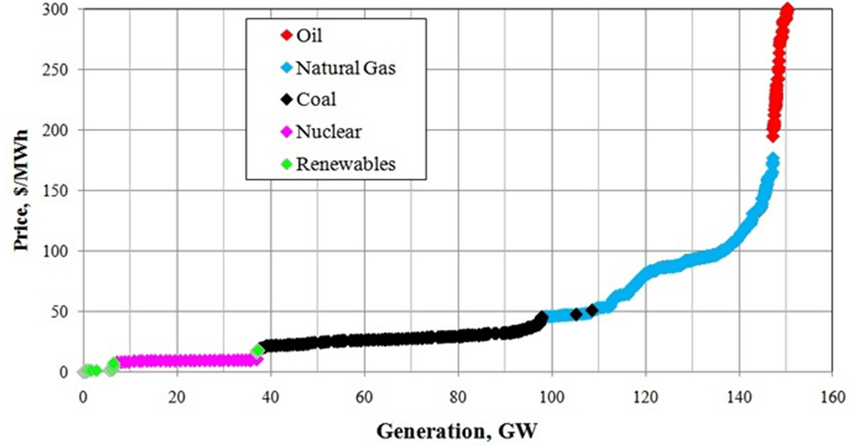 300
250
200
150
100
50
0
Price, $/MWh
Oil
Natural Gas
Coal
Nuclear
Renewables
0 20 40 60 80 100 120 140 160
Generation, GW